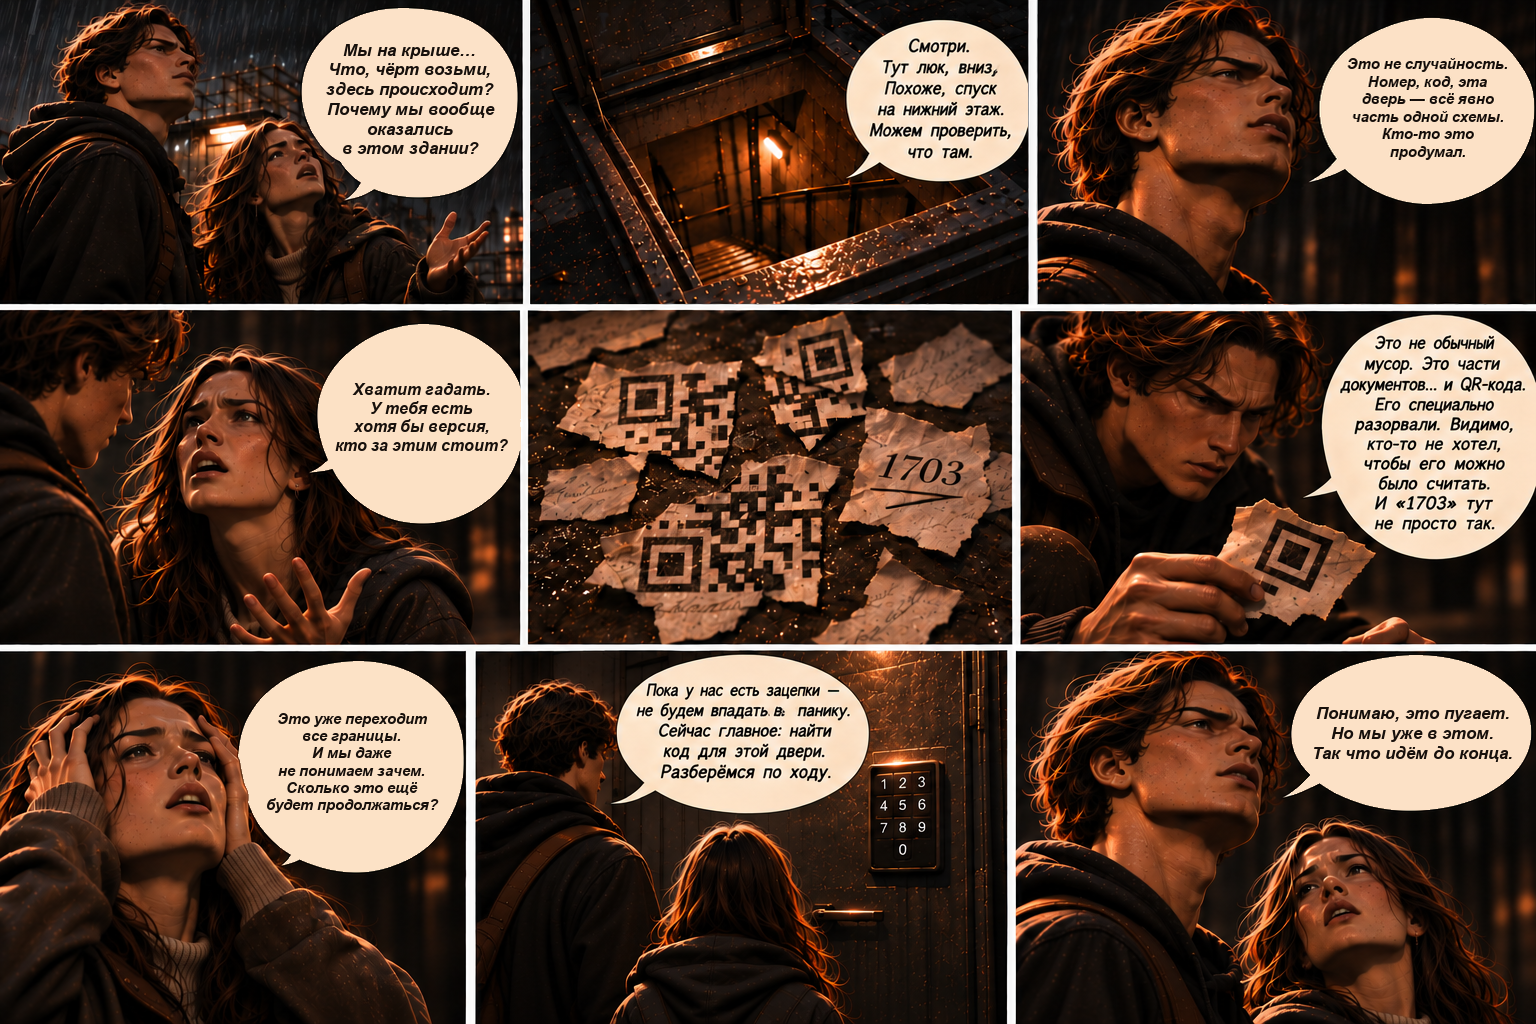 Мы на крыше...
Что, чёрт возьми,
здесь происходит?
Почему мы вообще
оказались
в этом здании?
Смотри.
Тут люк, вниз,
Похоже, спуск
на нижний этаж.
Можем проверить,
что там.
Это не случайность.
Номер, код, эта
дверь — всё явно
часть одной схемы.
Кто-то это
продумал.
Хватит гадать.
У тебя есть
хотя бы версия,
кто за этим стоит?
1703
Это не обычный
мусор. Это части
документов... и QR-кода.
Его специально
разорвали. Видимо,
кто-то не хотел,
чтобы его можно
было считать.
И «1703» тут
не просто так.
Это уже переходит
все границы.
И мы даже
не понимаем зачем.
Сколько это ещё
будет продолжаться?
Пока у нас есть зацепки —
не будем впадать в: панику.
Сейчас главное: найти
код для этой двери.
Разберёмся по ходу.
1 2 3
4 5 6
7 8 9
0
Понимаю, это пугает.
Но мы уже в этом.
Так что идём до конца.